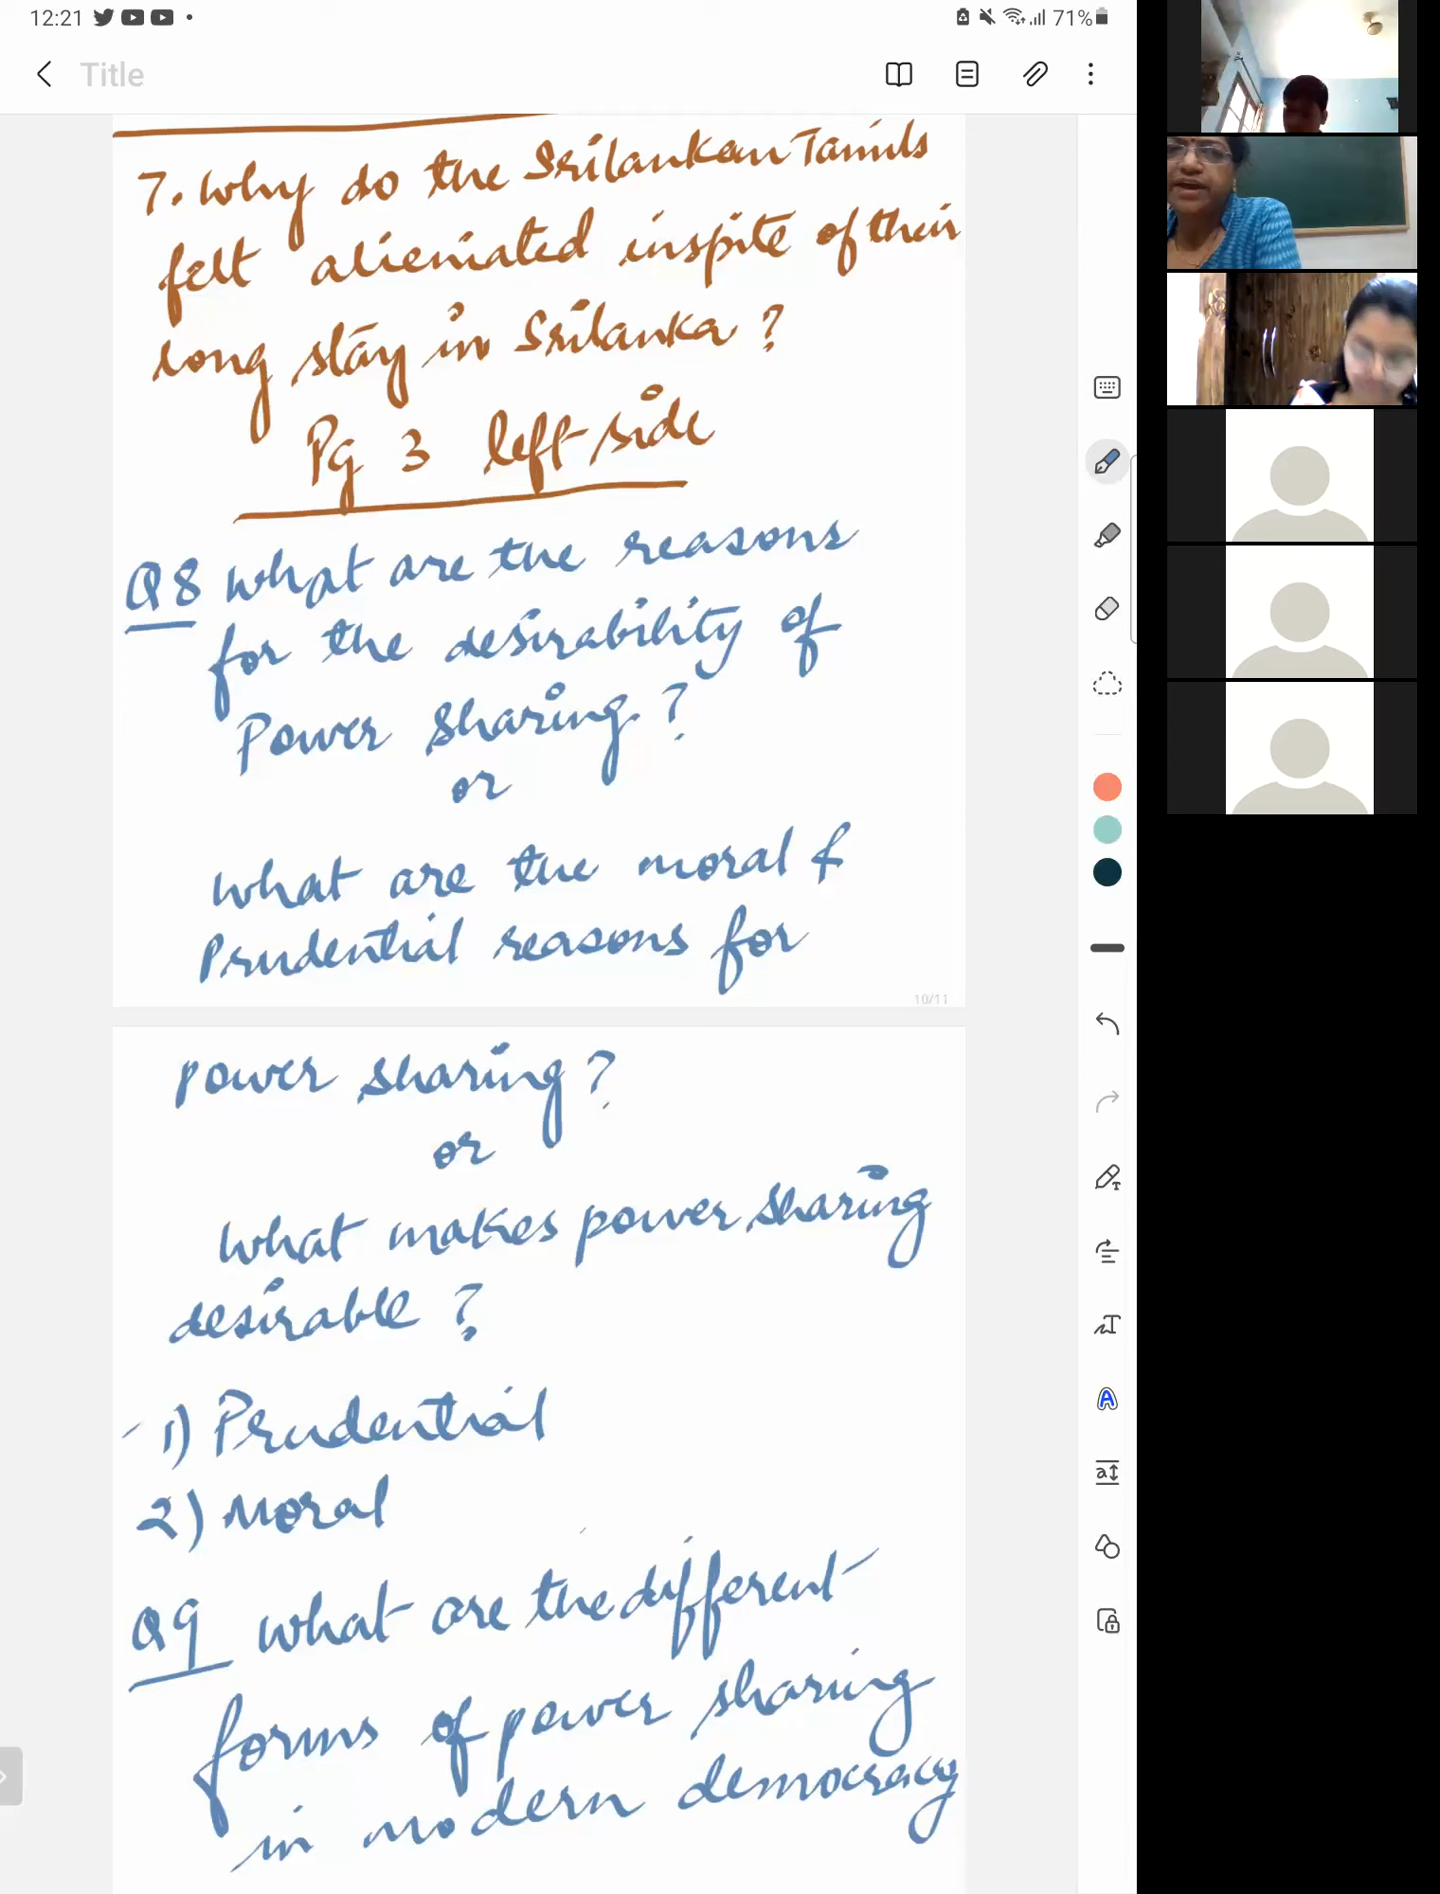 12:21
71%
Title
7. Why do the Srilankan Tamils
felt alieniated inspite of their
long stay in Srilanka ?
Pg 3 left side
Q8 What are the reasons
for the desirability of
Power sharing ?
or
What are the moral &
Prudential reasons for
10/11
power sharing ?
or
What makes power sharing
desirable ?
1) Prudential
2) Moral
Q9 What are the different
forms of power sharing
in modern democracy